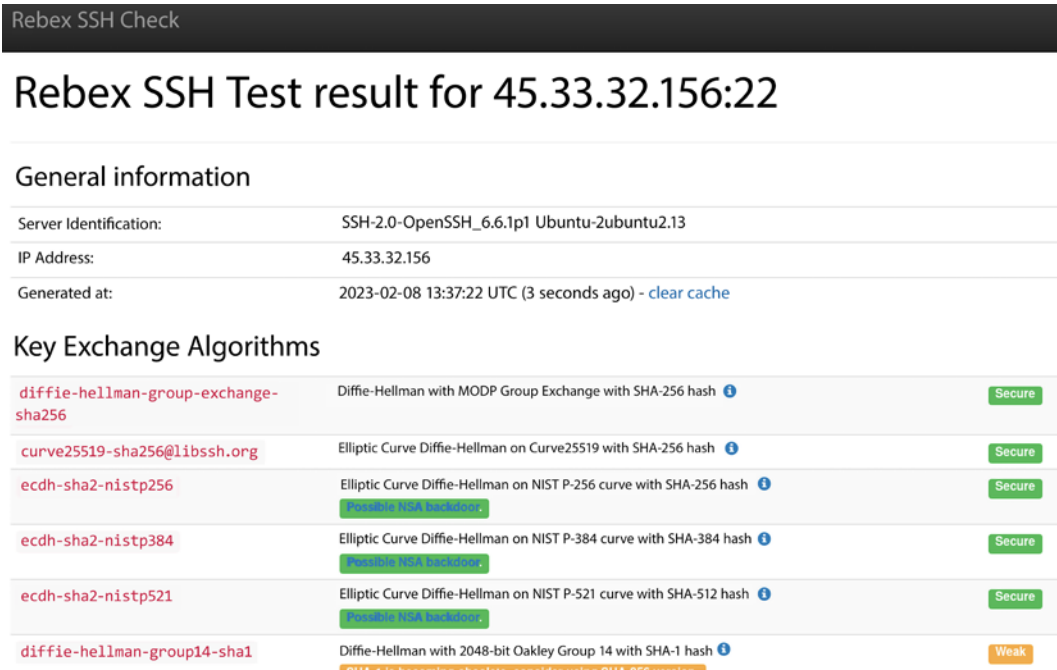 Rebex SSH Check
Rebex SSH Test result for 45.33.32.156:22
General information
Server Identification: SSH-2.0-OpenSSH_6.6.1p1 Ubuntu-2ubuntu2.13
IP Address: 45.33.32.156
Generated at: 2023-02-08 13:37:22 UTC (3 seconds ago) - clear cache
Key Exchange Algorithms
diffie-hellman-group-exchange- Diffie-Hellman with MODP Group Exchange with SHA-256 hash Secure
sha256
curve25519-sha256@libssh.org Elliptic Curve Diffie-Hellman on Curve25519 with SHA-256 hash Secure
ecdh-sha2-nistp256 Elliptic Curve Diffie-Hellman on NIST P-256 curve with SHA-256 hash Secure
Possible NSA backdoor.
ecdh-sha2-nistp384 Elliptic Curve Diffie-Hellman on NIST P-384 curve with SHA-384 hash Secure
Possible NSA backdoor.
ecdh-sha2-nistp521 Elliptic Curve Diffie-Hellman on NIST P-521 curve with SHA-512 hash Secure
Possible NSA backdoor.
diffie-hellman-group14-sha1 Diffie-Hellman with 2048-bit Oakley Group 14 with SHA-1 hash Weak